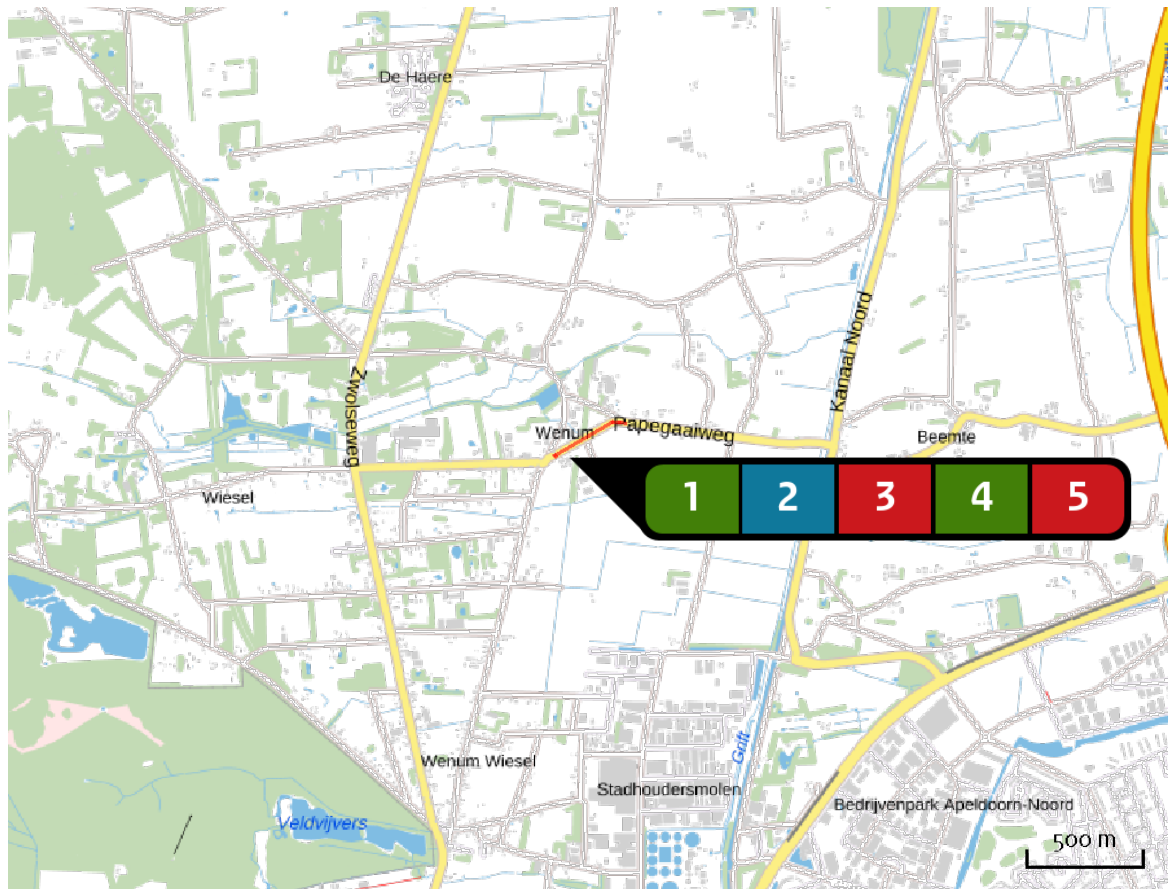 De Haere
Kanaal Noord
Zwolseweg
Wenum
Papegaaiweg
Beemte
Wiesel
1 2 3 4 5
Wenum Wiesel
Grift
Stadhoudersmolen
Bedrijvenpark Apeldoorn-Noord
Veldvijvers
500 m